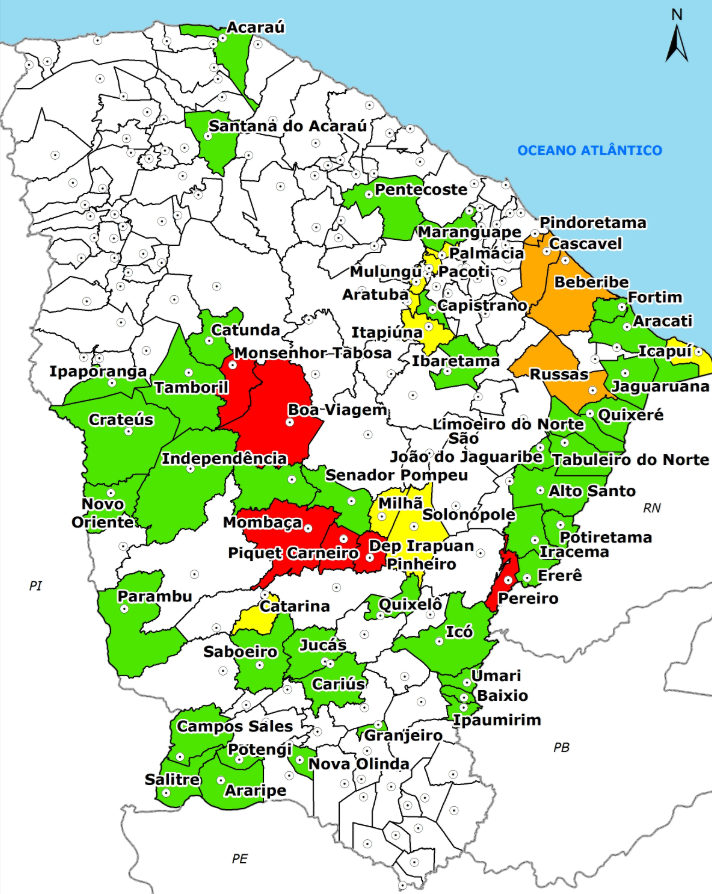 N
Acaraú
Santana do Acaraú
OCEANO ATLÂNTICO
Pentecoste
Maranguape
Pindoretama
Palmácia
Cascavel
Mulungú
Pacoti
Beberibe
Aratuba
Capistrano
Fortim
Catunda
Itapiúna
Aracati
Monsenhor Tabosa
Ibaretama
Icapuí
Ipaporanga
Tamboril
Russas
Jaguaruana
Crateús
Boa Viagem
Quixeré
Limoeiro do Norte
São
João do Jaguaribe
Independência
Tabuleiro do Norte
Senador Pompeu
Alto Santo
Novo
Oriente
Milhã
RN
Mombaça
Solonópole
Potiretama
Piquet Carneiro
Dep Irapuan
Pinheiro
Iracema
Ererê
PI
Parambu
Catarina
Quixelô
Pereiro
Icó
Saboeiro
Jucás
Cariús
Umari
Baixio
Ipaumirim
Campos Sales
Granjeiro
Potengi
PB
Nova Olinda
Salitre
Araripe
PE